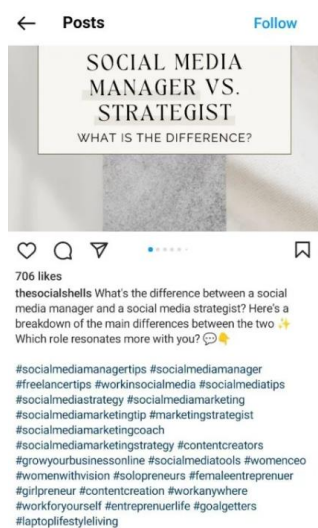 Posts
Follow
SOCIAL MEDIA
MANAGER VS.
STRATEGIST
WHAT IS THE DIFFERENCE?
706 likes
thesocialshells What's the difference between a social
media manager and a social media strategist? Here's a
breakdown of the main differences between the two ✨
Which role resonates more with you? 💬👇
#socialmediamanagertips #socialmediamanager
#freelancertips #workinsocialmedia #socialmediatips
#socialmediastrategy #socialmediamarketing
#socialmediamarketingtip #marketingstrategist
#socialmediamarketingcoach
#socialmediamarketingstrategy #contentcreators
#growyourbusinessonline #socialmediatools #womenceo
#womenwithvision #solopreneurs #femaleentreprenuer
#girlpreneur #contentcreation #workanywhere
#workforyourself #entreprenuerlife #goalgetters
#laptoplifestyleliving